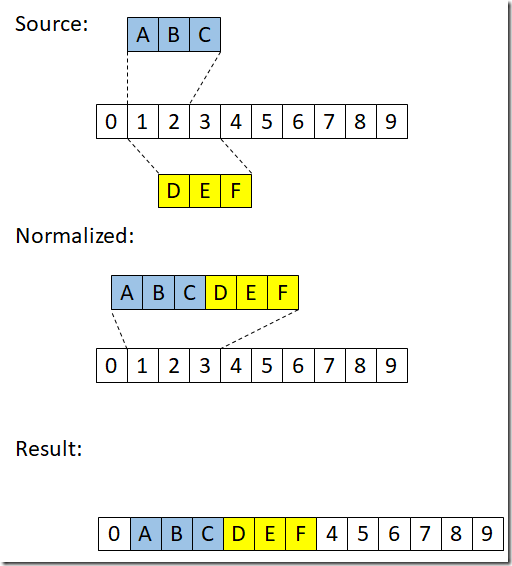 Source:
A B C
0 1 2 3 4 5 6 7 8 9
D E F
Normalized:
A B C D E F
0 1 2 3 4 5 6 7 8 9
Result:
0 A B C D E F 4 5 6 7 8 9